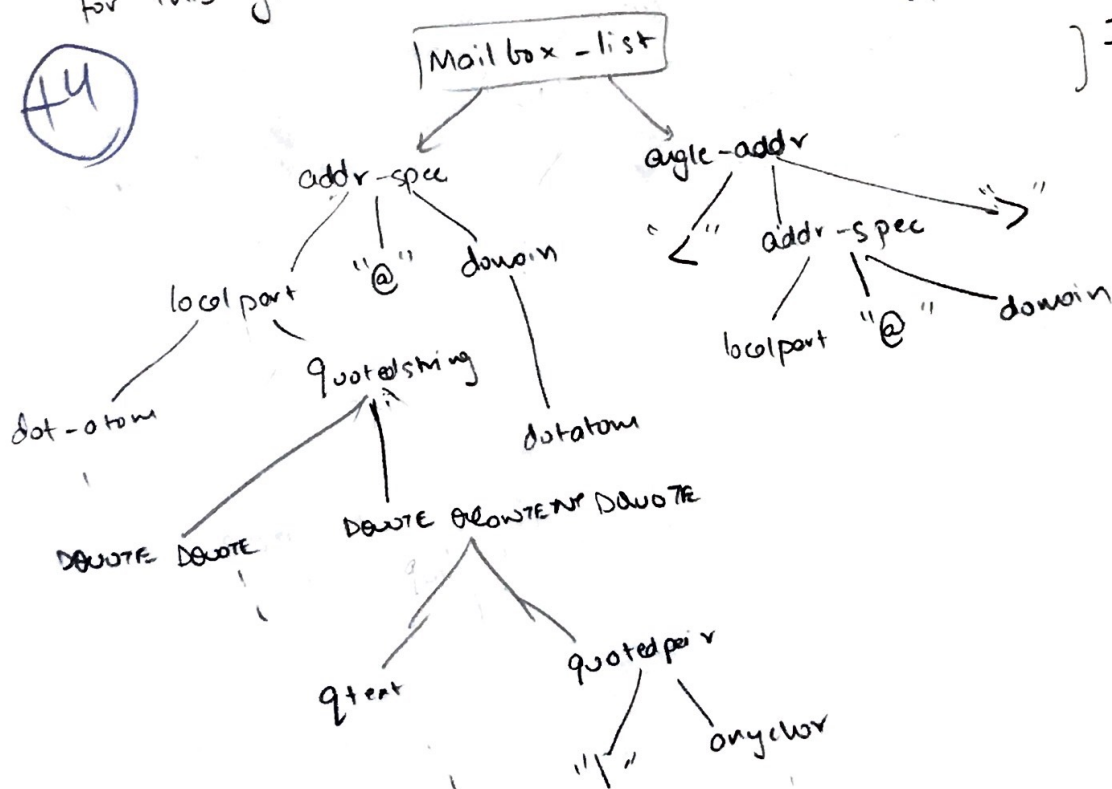 for this g
+4
Mailbox-list
addr-spec
angle-addr
"<"
addr-spec
">"
localpart
"@"
domain
localpart
"@"
domain
quotedstring
dot-atom
dotatom
DQUOTE DQUOTE
DQUOTE QCONTENT DQUOTE
qtext
quotedpair
"\"
anychar